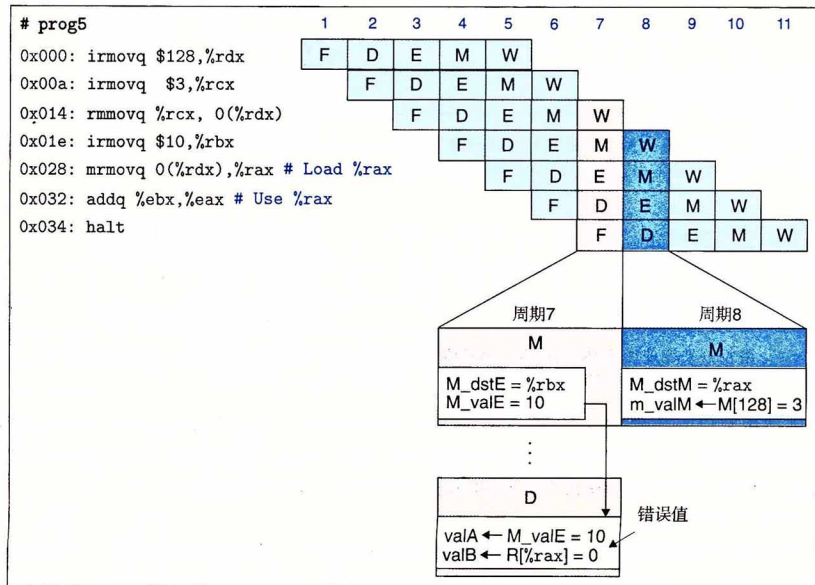 # prog5 1 2 3 4 5 6 7 8 9 10 11
0x000: irmovq $128,%rdx F D E M W
0x00a: irmovq $3,%rcx F D E M W
0x014: rmmovq %rcx, 0(%rdx) F D E M W
0x01e: irmovq $10,%rbx F D E M W
0x028: mrmovq 0(%rdx),%rax # Load %rax F D E M W
0x032: addq %ebx,%eax # Use %rax F D E M W
0x034: halt F D E M W
周期7 周期8
M M
M_dstE = %rbx
M_valE = 10
M_dstM = %rax
m_valM ← M[128] = 3
⋮
D
错误值
valA ← M_valE = 10
valB ← R[%rax] = 0